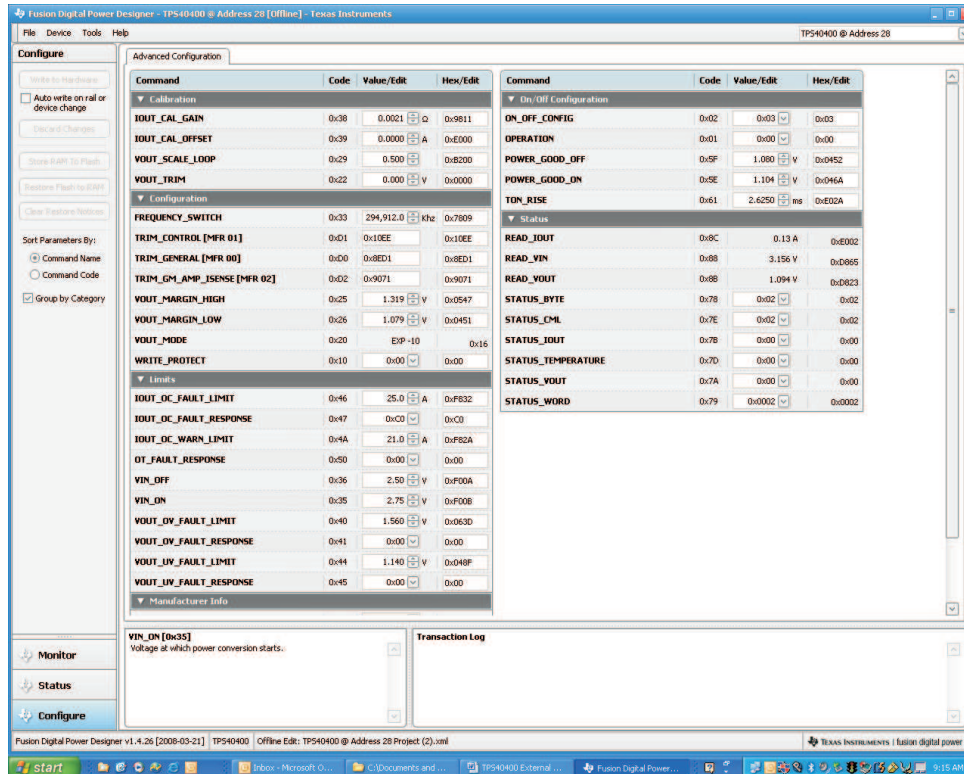 Fusion Digital Power Designer - TPS40400 @ Address 28 [Offline] - Texas Instruments
File Device Tools Help
TPS40400 @ Address 28
Configure
Write to Hardware
Auto write on rail or device change
Discard Changes
Store RAM to Flash
Restore Flash to RAM
Clear Restore Notices
Sort Parameters By:
Command Name
Command Code
Group by Category
Advanced Configuration
Command Code Value/Edit Hex/Edit
▼ Calibration
IOUT_CAL_GAIN 0x38 0.0021 Ω 0x9811
IOUT_CAL_OFFSET 0x39 0.0000 A 0xE000
VOUT_SCALE_LOOP 0x29 0.500 0xB200
VOUT_TRIM 0x22 0.000 V 0x0000
▼ Configuration
FREQUENCY_SWITCH 0x33 294,912.0 Khz 0x7809
TRIM_CONTROL [MFR 01] 0xD1 0x10EE 0x10EE
TRIM_GENERAL [MFR 00] 0xD0 0x8ED1 0x8ED1
TRIM_GM_AMP_ISENSE [MFR 02] 0xD2 0x9071 0x9071
VOUT_MARGIN_HIGH 0x25 1.319 V 0x0547
VOUT_MARGIN_LOW 0x26 1.079 V 0x0451
VOUT_MODE 0x20 EXP -10 0x16
WRITE_PROTECT 0x10 0x00 0x00
▼ Limits
IOUT_OC_FAULT_LIMIT 0x46 25.0 A 0xF832
IOUT_OC_FAULT_RESPONSE 0x47 0xC0 0xC0
IOUT_OC_WARN_LIMIT 0x4A 21.0 A 0xF82A
OT_FAULT_RESPONSE 0x50 0x00 0x00
VIN_OFF 0x36 2.50 V 0xF00A
VIN_ON 0x35 2.75 V 0xF00B
VOUT_OV_FAULT_LIMIT 0x40 1.560 V 0x063D
VOUT_OV_FAULT_RESPONSE 0x41 0x00 0x00
VOUT_UV_FAULT_LIMIT 0x44 1.140 V 0x048F
VOUT_UV_FAULT_RESPONSE 0x45 0x00 0x00
▼ Manufacturer Info
Command Code Value/Edit Hex/Edit
▼ On/Off Configuration
ON_OFF_CONFIG 0x02 0x03 0x03
OPERATION 0x01 0x00 0x00
POWER_GOOD_OFF 0x5F 1.080 V 0x0452
POWER_GOOD_ON 0x5E 1.104 V 0x046A
TON_RISE 0x61 2.6250 ms 0xE02A
▼ Status
READ_IOUT 0x8C 0.13 A 0xE002
READ_VIN 0x88 3.156 V 0xD865
READ_VOUT 0x8B 1.094 V 0xD823
STATUS_BYTE 0x78 0x02 0x02
STATUS_CML 0x7E 0x02 0x02
STATUS_IOUT 0x7B 0x00 0x00
STATUS_TEMPERATURE 0x7D 0x00 0x00
STATUS_VOUT 0x7A 0x00 0x00
STATUS_WORD 0x79 0x0002 0x0002
Monitor
Status
Configure
VIN_ON [0x35]
Voltage at which power conversion starts.
Transaction Log
Fusion Digital Power Designer v1.4.26 [2008-03-21] TPS40400 Offline Edit: TPS40400 @ Address 28 Project (2).xml
TEXAS INSTRUMENTS | fusion digital power
start Inbox - Microsoft O... C:\Documents and ... TPS40400 External ... Fusion Digital Power... 9:15 AM